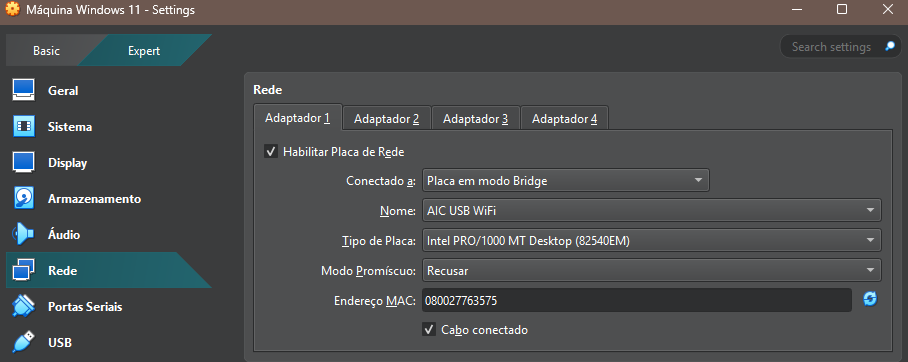 Máquina Windows 11 - Settings
Basic
Expert
Search settings
Geral
Sistema
Display
Armazenamento
Áudio
Rede
Portas Seriais
USB
Rede
Adaptador 1
Adaptador 2
Adaptador 3
Adaptador 4
Habilitar Placa de Rede
Conectado a: Placa em modo Bridge
Nome: AIC USB WiFi
Tipo de Placa: Intel PRO/1000 MT Desktop (82540EM)
Modo Promíscuo: Recusar
Endereço MAC: 080027763575
Cabo conectado